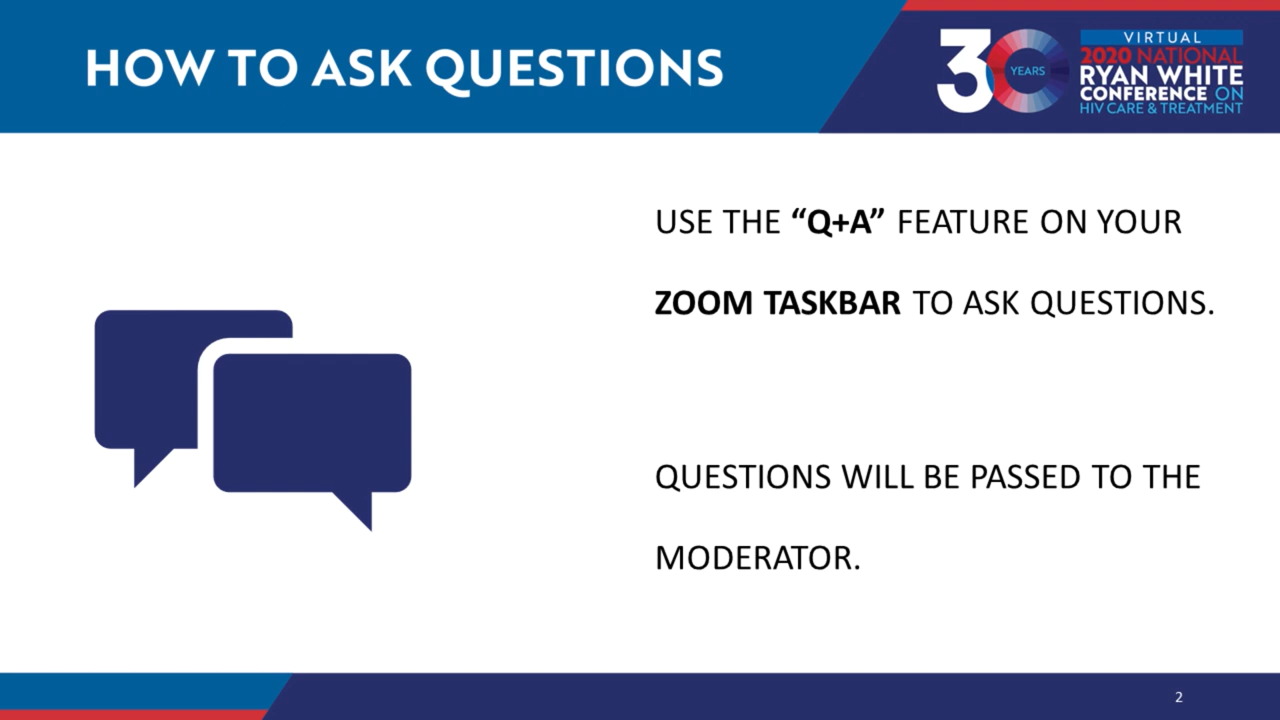 HOW TO ASK QUESTIONS
30
YEARS
VIRTUAL
2020 NATIONAL
RYAN WHITE
CONFERENCE ON
HIV CARE & TREATMENT
USE THE “Q+A” FEATURE ON YOUR
ZOOM TASKBAR TO ASK QUESTIONS.
QUESTIONS WILL BE PASSED TO THE
MODERATOR.
2